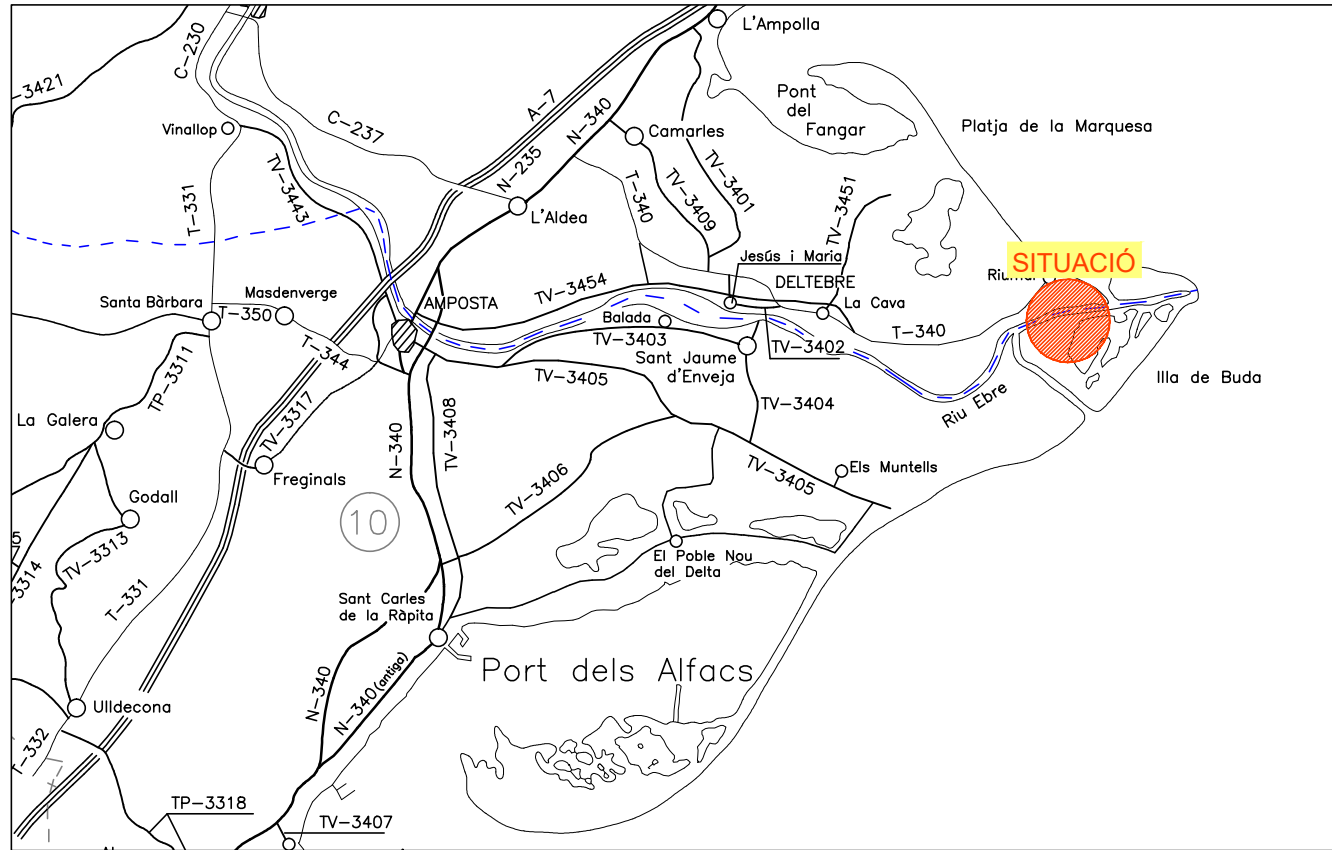 L'Ampolla
C-230
-3421
A-7
Pont
del
Fangar
N-340
C-237
Vinallop
Camarles
Platja de la Marquesa
TV-3443
N-235
TV-3401
T-331
T-340
TV-3409
TV-3451
L'Aldea
Jesús i Maria
SITUACIÓ
DELTEBRE
Santa Bàrbara
Masdenverge
AMPOSTA
TV-3454
La Cava
T-350
Balada
T-340
TV-3403
TV-3402
T-344
Sant Jaume
d'Enveja
TP-3311
TV-3405
Illa de Buda
Riu Ebre
TV-3404
La Galera
TV-3317
N-340
TV-3408
Freginals
TV-3406
TV-3405
Els Muntells
Godall
10
TV-3313
El Poble Nou
del Delta
-3314
T-331
Sant Carles
de la Ràpita
Port dels Alfacs
N-340
N-340(antiga)
Ulldecona
T-332
TP-3318
TV-3407